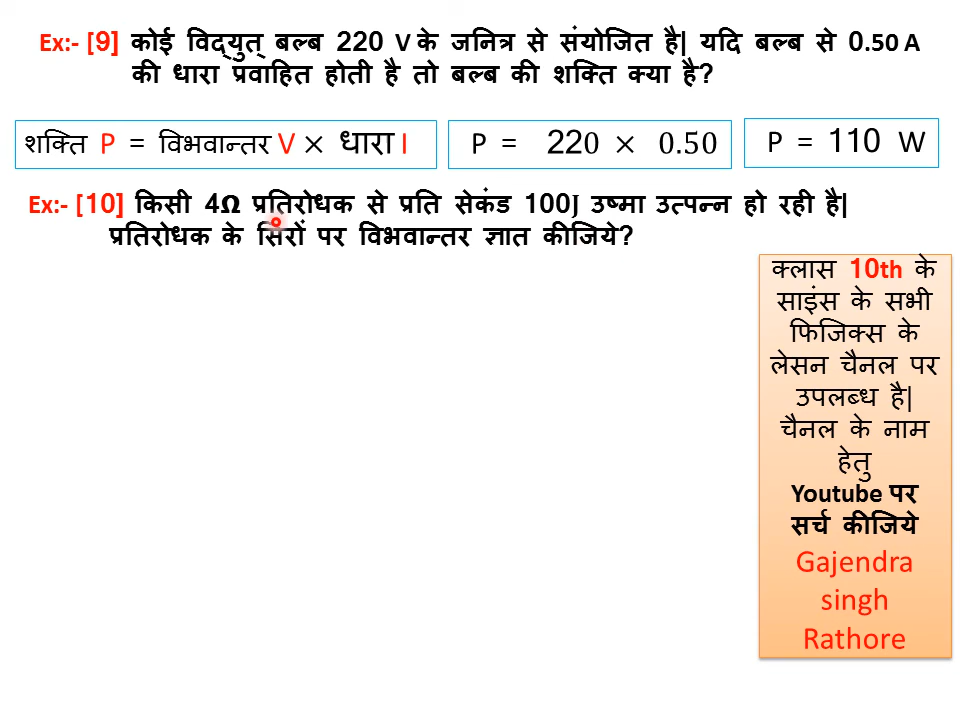 Ex:- [9] कोई विद्युत् बल्ब 220 V के जनित्र से संयोजित है| यदि बल्ब से 0.50 A
की धारा प्रवाहित होती है तो बल्ब की शक्ति क्या है?
शक्ति P = विभवान्तर V × धारा I
P = 220 × 0.50
P = 110 W
Ex:- [10] किसी 4Ω प्रतिरोधक से प्रति सेकंड 100J उष्मा उत्पन्न हो रही है|
प्रतिरोधक के सिरों पर विभवान्तर ज्ञात कीजिये?
क्लास 10th के
साइंस के सभी
फिजिक्स के
लेसन चैनल पर
उपलब्ध है|
चैनल के नाम
हेतु
Youtube पर
सर्च कीजिये
Gajendra
singh
Rathore